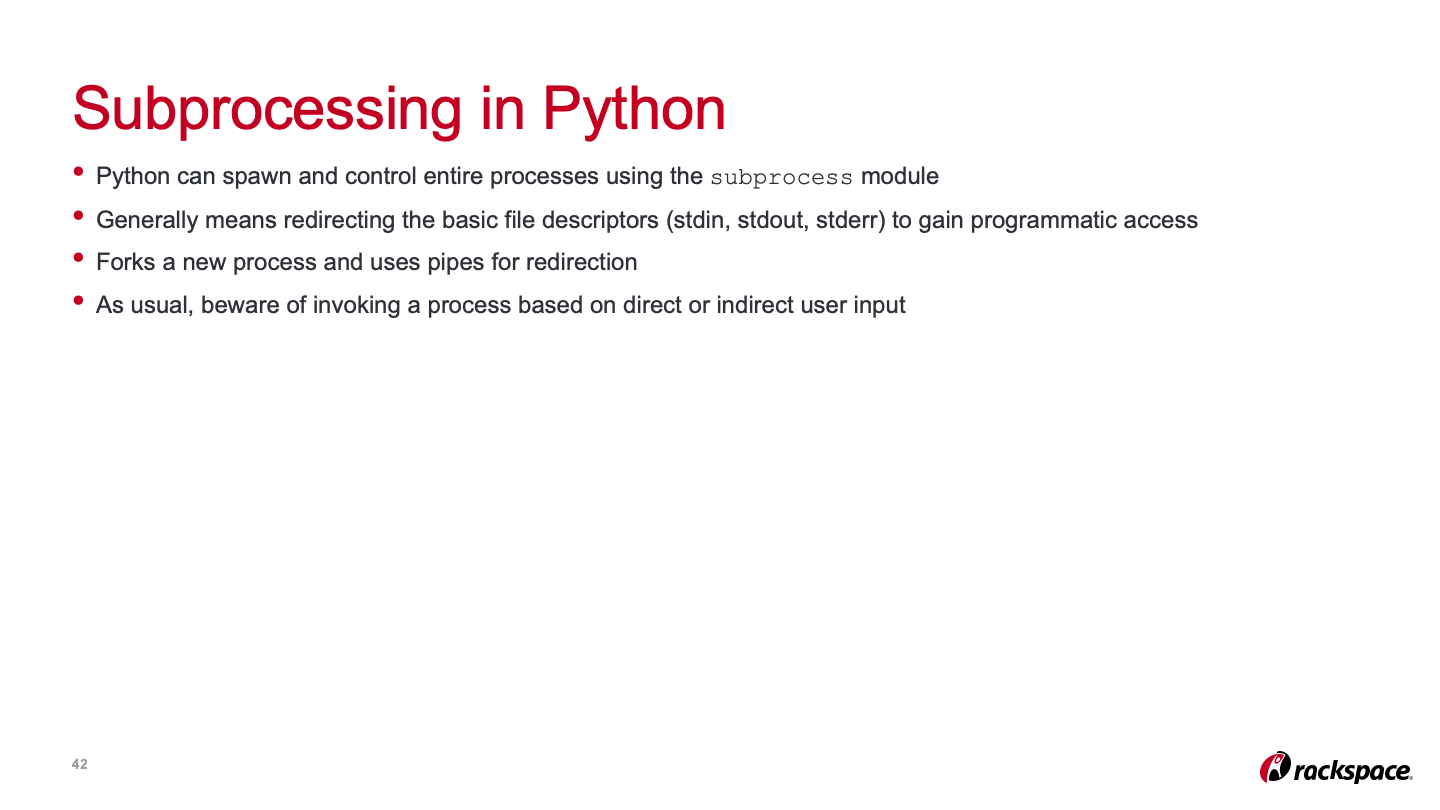 Subprocessing in Python
• Python can spawn and control entire processes using the subprocess module
• Generally means redirecting the basic file descriptors (stdin, stdout, stderr) to gain programmatic access
• Forks a new process and uses pipes for redirection
• As usual, beware of invoking a process based on direct or indirect user input
42
rackspace.